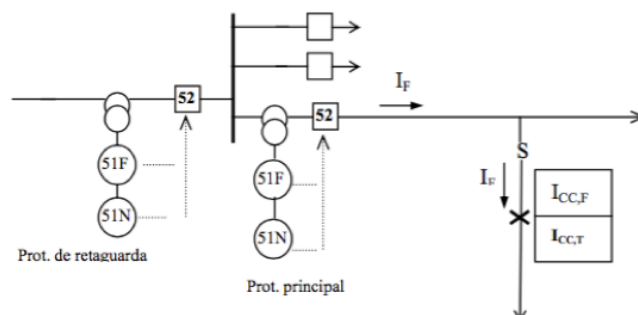 52
I_F
52
51F
51N
Prot. de retaguarda
51F
51N
Prot. principal
S
I_F
I_CC,F
I_CC,T